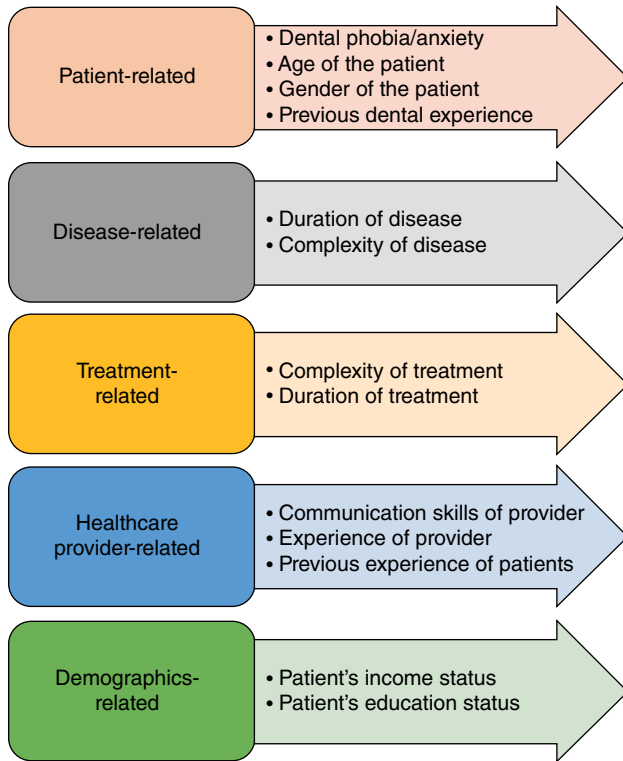 Patient-related
• Dental phobia/anxiety
• Age of the patient
• Gender of the patient
• Previous dental experience
Disease-related
• Duration of disease
• Complexity of disease
Treatment-
related
• Complexity of treatment
• Duration of treatment
Healthcare
provider-related
• Communication skills of provider
• Experience of provider
• Previous experience of patients
Demographics-
related
• Patient's income status
• Patient's education status